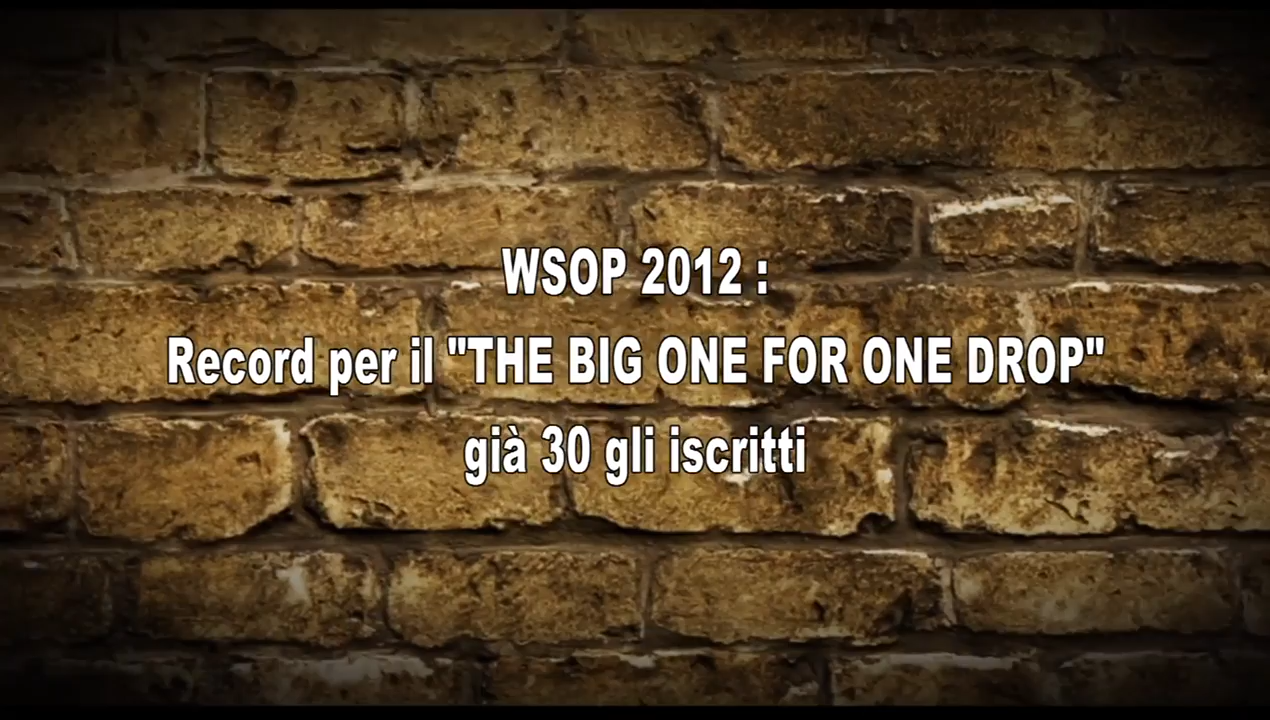 WSOP 2012 :
Record per il "THE BIG ONE FOR ONE DROP"
già 30 gli iscritti